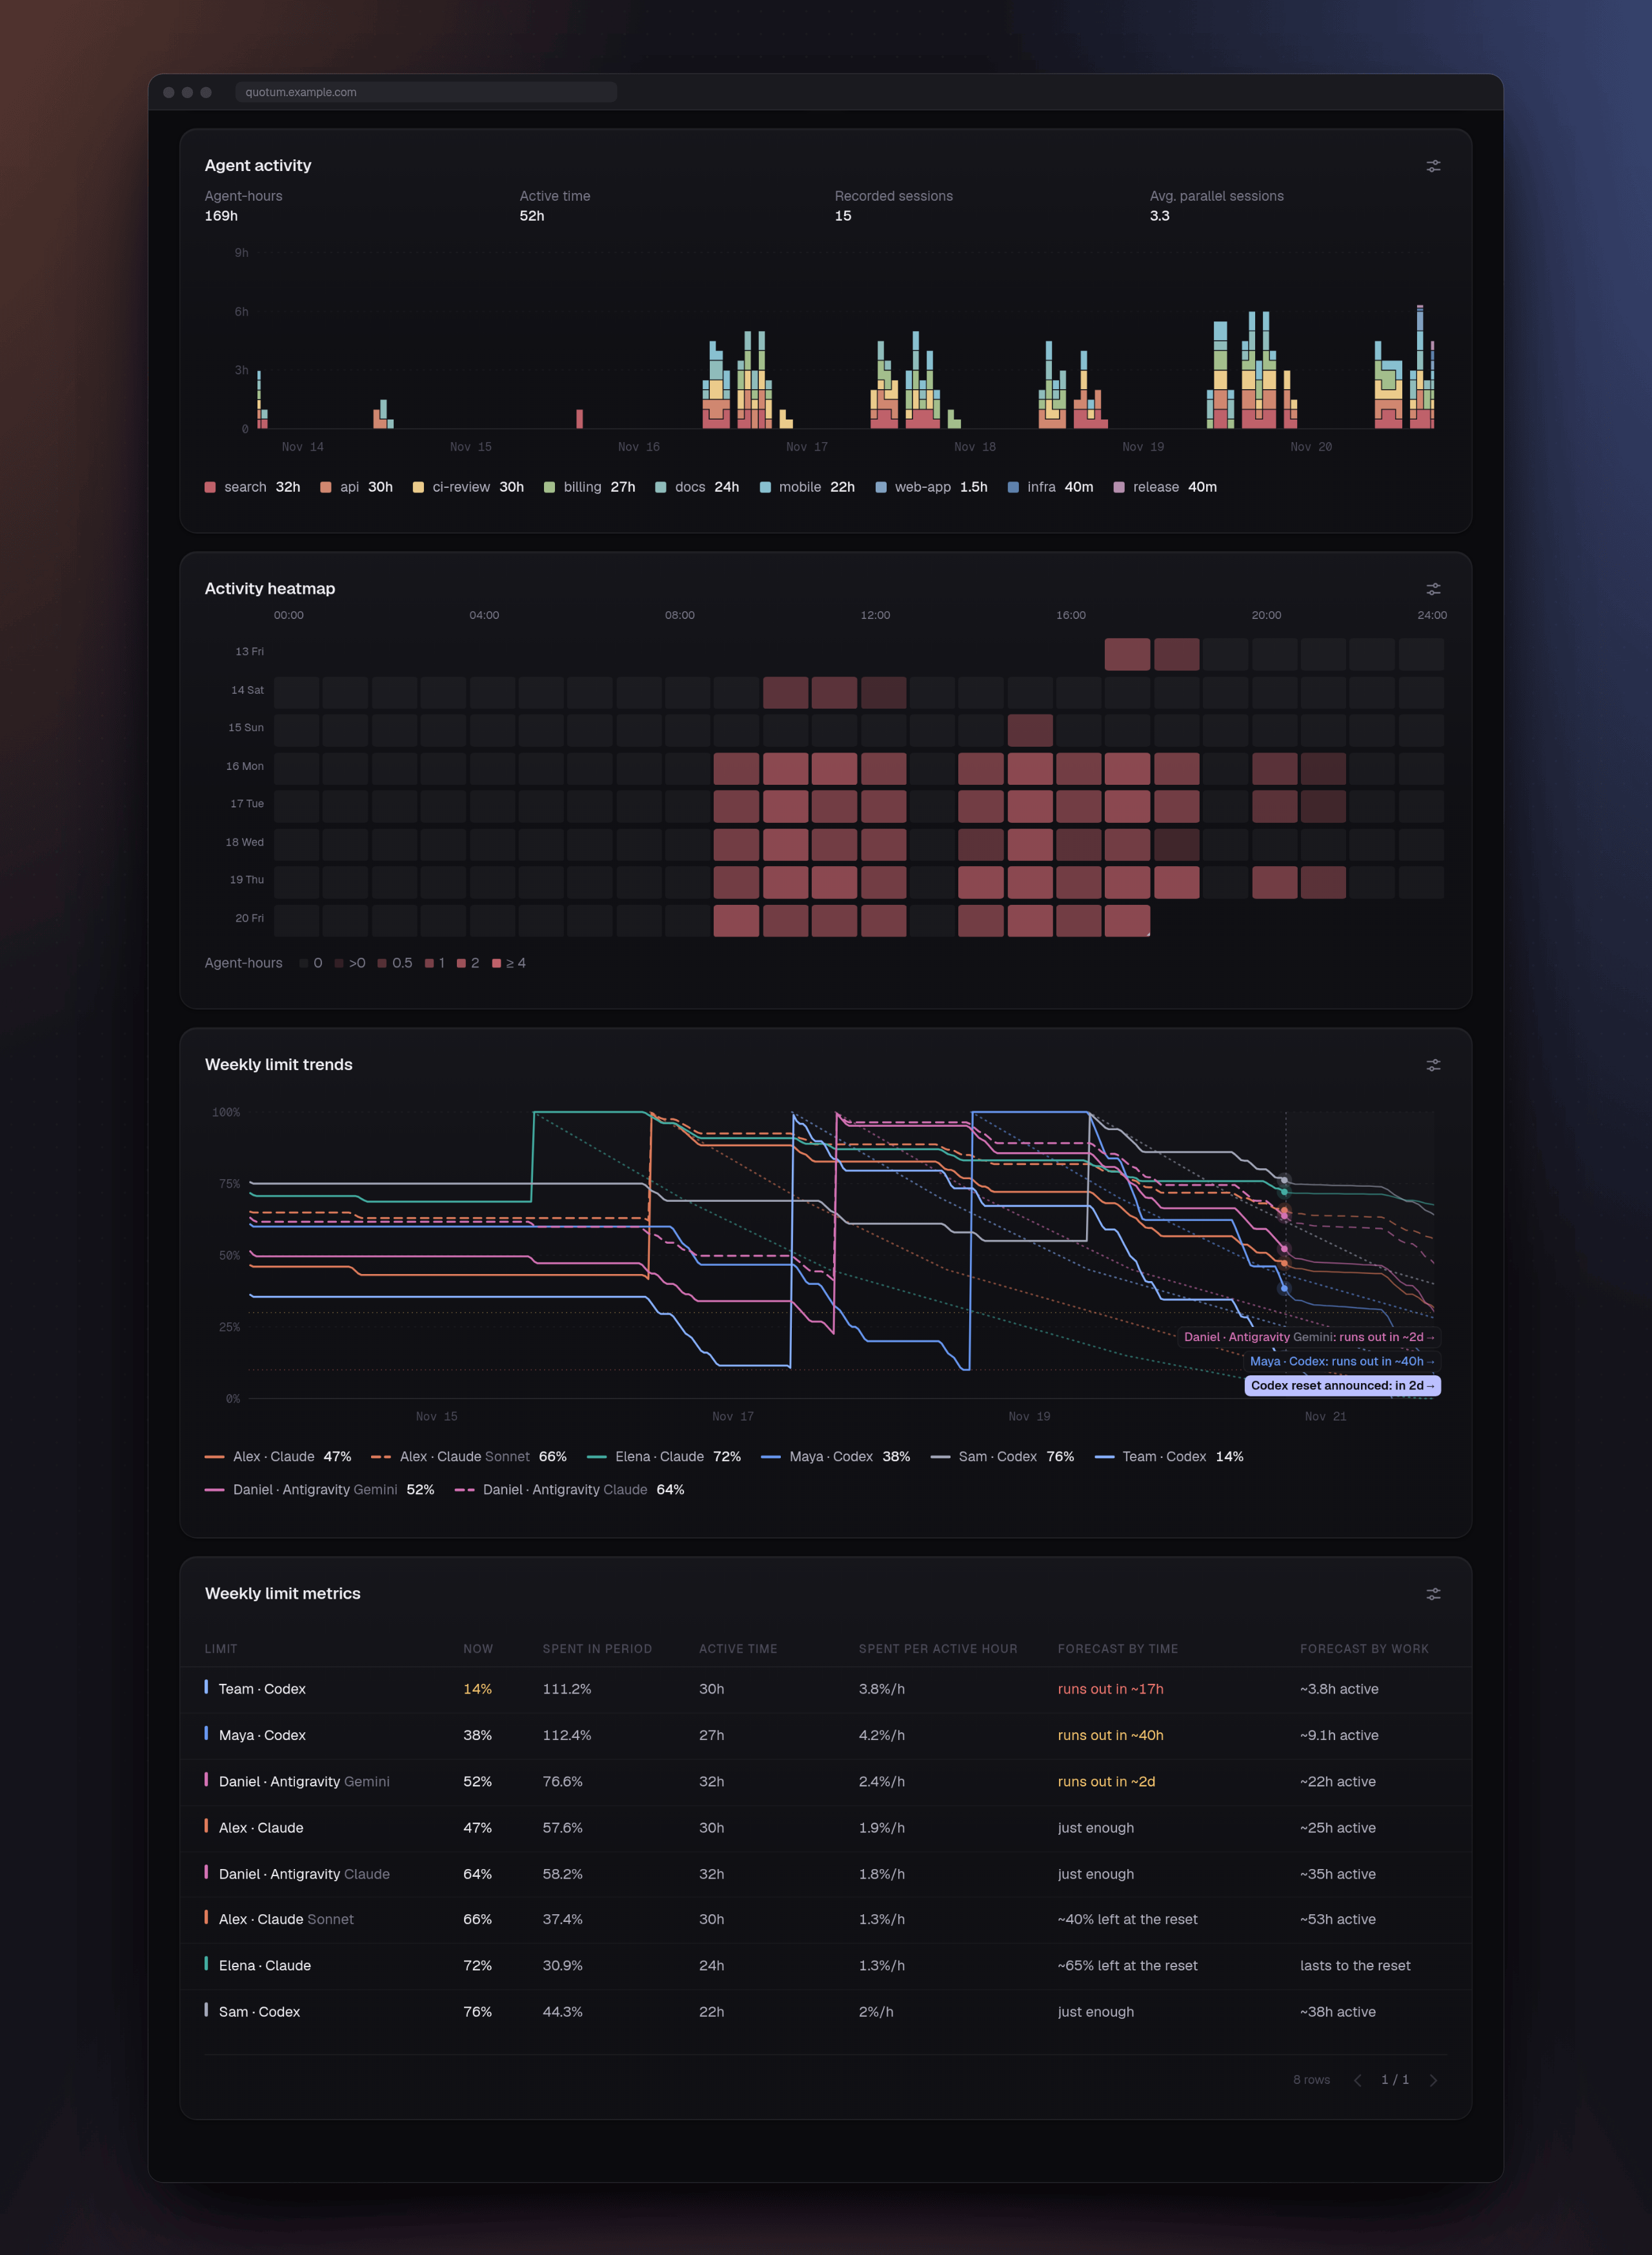 quotum.example.com
Agent activity
Agent-hours Active time Recorded sessions Avg. parallel sessions
169h 52h 15 3.3
9h
6h
3h
0
Nov 14 Nov 15 Nov 16 Nov 17 Nov 18 Nov 19 Nov 20
search 32h api 30h ci-review 30h billing 27h docs 24h mobile 22h web-app 1.5h infra 40m release 40m
Activity heatmap
00:00 04:00 08:00 12:00 16:00 20:00 24:00
13 Fri
14 Sat
15 Sun
16 Mon
17 Tue
18 Wed
19 Thu
20 Fri
Agent-hours 0 >0 0.5 1 2 ≥ 4
Weekly limit trends
100%
75%
50%
25%
Daniel · Antigravity Gemini: runs out in ~2d→
Maya · Codex: runs out in ~40h→
Codex reset announced: in 2d→
0%
Nov 15 Nov 17 Nov 19 Nov 21
Alex · Claude 47% Alex · Claude Sonnet 66% Elena · Claude 72% Maya · Codex 38% Sam · Codex 76% Team · Codex 14%
Daniel · Antigravity Gemini 52% Daniel · Antigravity Claude 64%
Weekly limit metrics
LIMIT NOW SPENT IN PERIOD ACTIVE TIME SPENT PER ACTIVE HOUR FORECAST BY TIME FORECAST BY WORK
Team · Codex 14% 111.2% 30h 3.8%/h runs out in ~17h ~3.8h active
Maya · Codex 38% 112.4% 27h 4.2%/h runs out in ~40h ~9.1h active
Daniel · Antigravity Gemini 52% 76.6% 32h 2.4%/h runs out in ~2d ~22h active
Alex · Claude 47% 57.6% 30h 1.9%/h just enough ~25h active
Daniel · Antigravity Claude 64% 58.2% 32h 1.8%/h just enough ~35h active
Alex · Claude Sonnet 66% 37.4% 30h 1.3%/h ~40% left at the reset ~53h active
Elena · Claude 72% 30.9% 24h 1.3%/h ~65% left at the reset lasts to the reset
Sam · Codex 76% 44.3% 22h 2%/h just enough ~38h active
8 rows 1 / 1